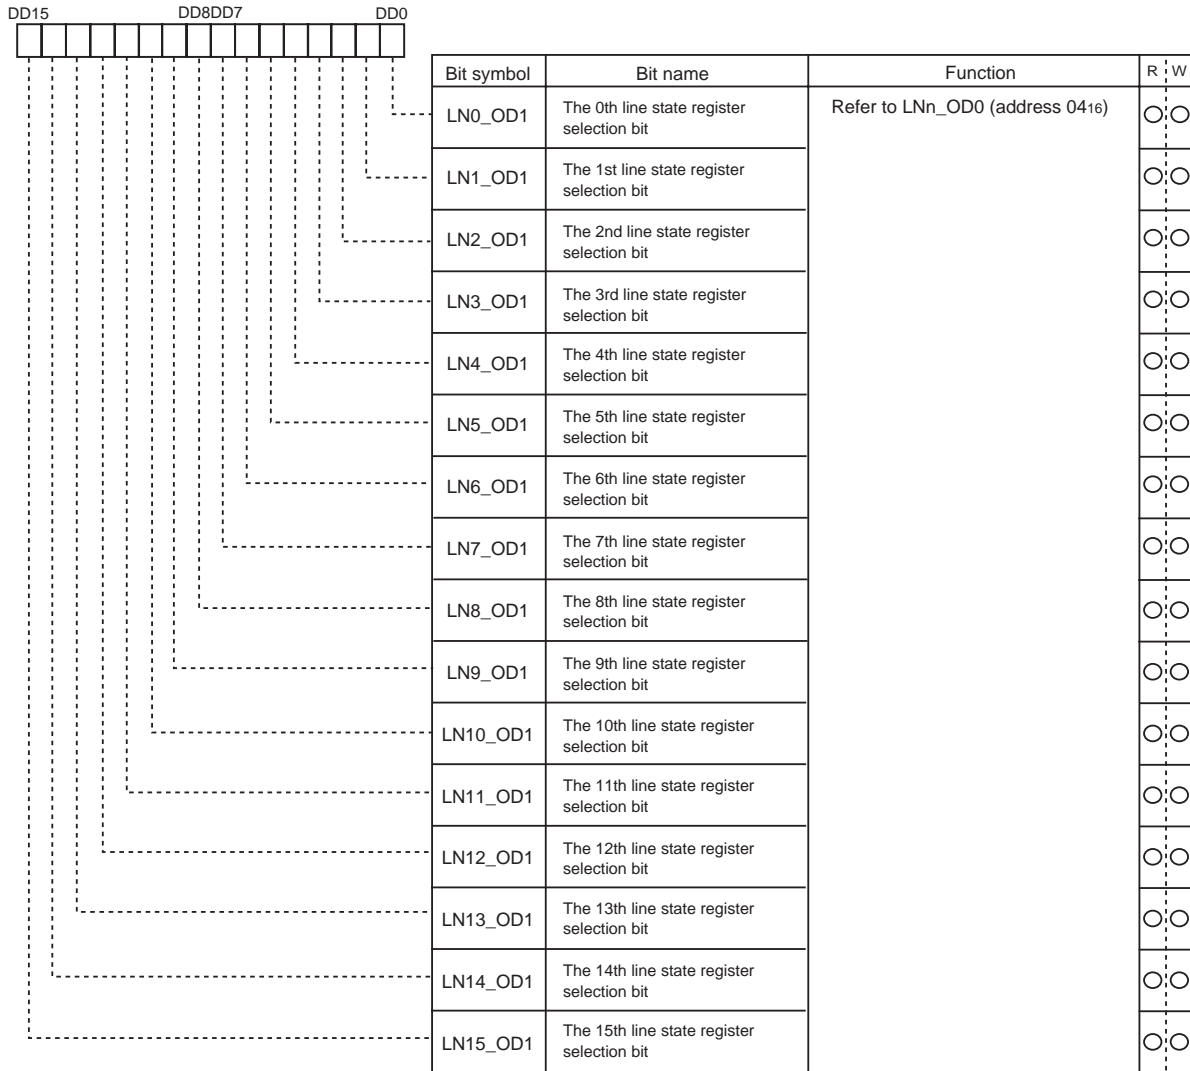 DD15 DD8DD7 DD0
Bit symbol Bit name Function R W
LN0_OD1 The 0th line state register selection bit Refer to LNn_OD0 (address 0416)
LN1_OD1 The 1st line state register selection bit
LN2_OD1 The 2nd line state register selection bit
LN3_OD1 The 3rd line state register selection bit
LN4_OD1 The 4th line state register selection bit
LN5_OD1 The 5th line state register selection bit
LN6_OD1 The 6th line state register selection bit
LN7_OD1 The 7th line state register selection bit
LN8_OD1 The 8th line state register selection bit
LN9_OD1 The 9th line state register selection bit
LN10_OD1 The 10th line state register selection bit
LN11_OD1 The 11th line state register selection bit
LN12_OD1 The 12th line state register selection bit
LN13_OD1 The 13th line state register selection bit
LN14_OD1 The 14th line state register selection bit
LN15_OD1 The 15th line state register selection bit